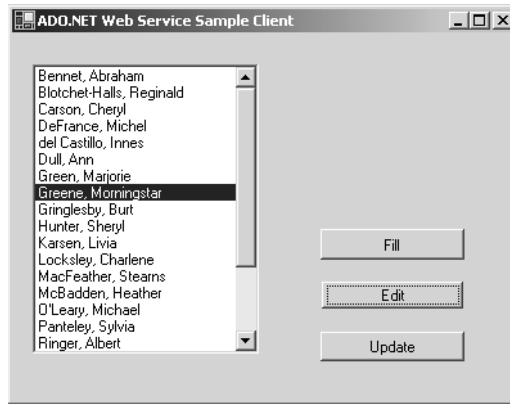 ADO.NET Web Service Sample Client
Bennet, Abraham
Blotchet-Halls, Reginald
Carson, Cheryl
DeFrance, Michel
del Castillo, Innes
Dull, Ann
Green, Marjorie
Greene, Morningstar
Gringlesby, Burt
Hunter, Sheryl
Karsen, Livia
Locksley, Charlene
MacFeather, Stearns
McBadden, Heather
O'Leary, Michael
Panteley, Sylvia
Ringer, Albert
Fill
Edit
Update